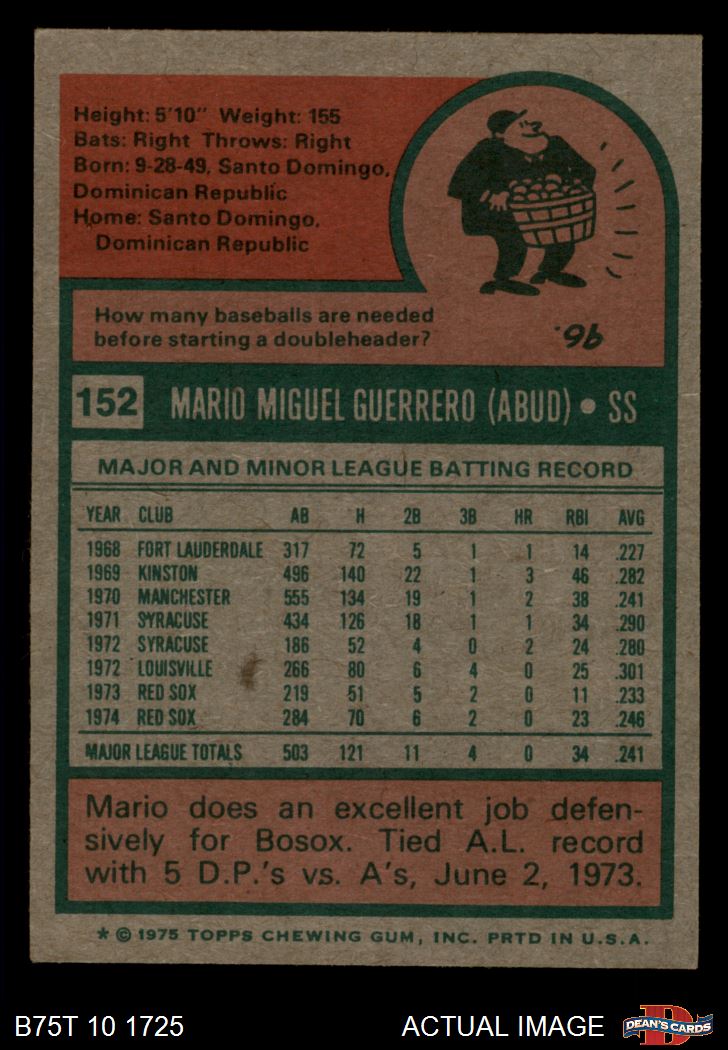 Height: 5'10" Weight: 155
Bats: Right Throws: Right
Born: 9-28-49, Santo Domingo,
Dominican Republic
Home: Santo Domingo,
Dominican Republic
How many baseballs are needed
before starting a doubleheader?
96.
152 MARIO MIGUEL GUERRERO (ABUD) • SS
MAJOR AND MINOR LEAGUE BATTING RECORD
YEAR CLUB AB H 2B 3B HR RBI AVG
1968 FORT LAUDERDALE 317 72 5 1 1 14 .227
1969 KINSTON 496 140 22 1 3 46 .282
1970 MANCHESTER 555 134 19 1 2 38 .241
1971 SYRACUSE 434 126 18 1 1 34 .290
1972 SYRACUSE 186 52 4 0 2 24 .280
1972 LOUISVILLE 266 80 6 4 0 25 .301
1973 RED SOX 219 51 5 2 0 11 .233
1974 RED SOX 284 70 6 2 0 23 .246
MAJOR LEAGUE TOTALS 503 121 11 4 0 34 .241
Mario does an excellent job defen-
sively for Bosox. Tied A.L. record
with 5 D.P.'s vs. A's, June 2, 1973.
* © 1975 TOPPS CHEWING GUM, INC. PRTD IN U.S.A.
B75T 10 1725 ACTUAL IMAGE
D
DEAN'S CARDS